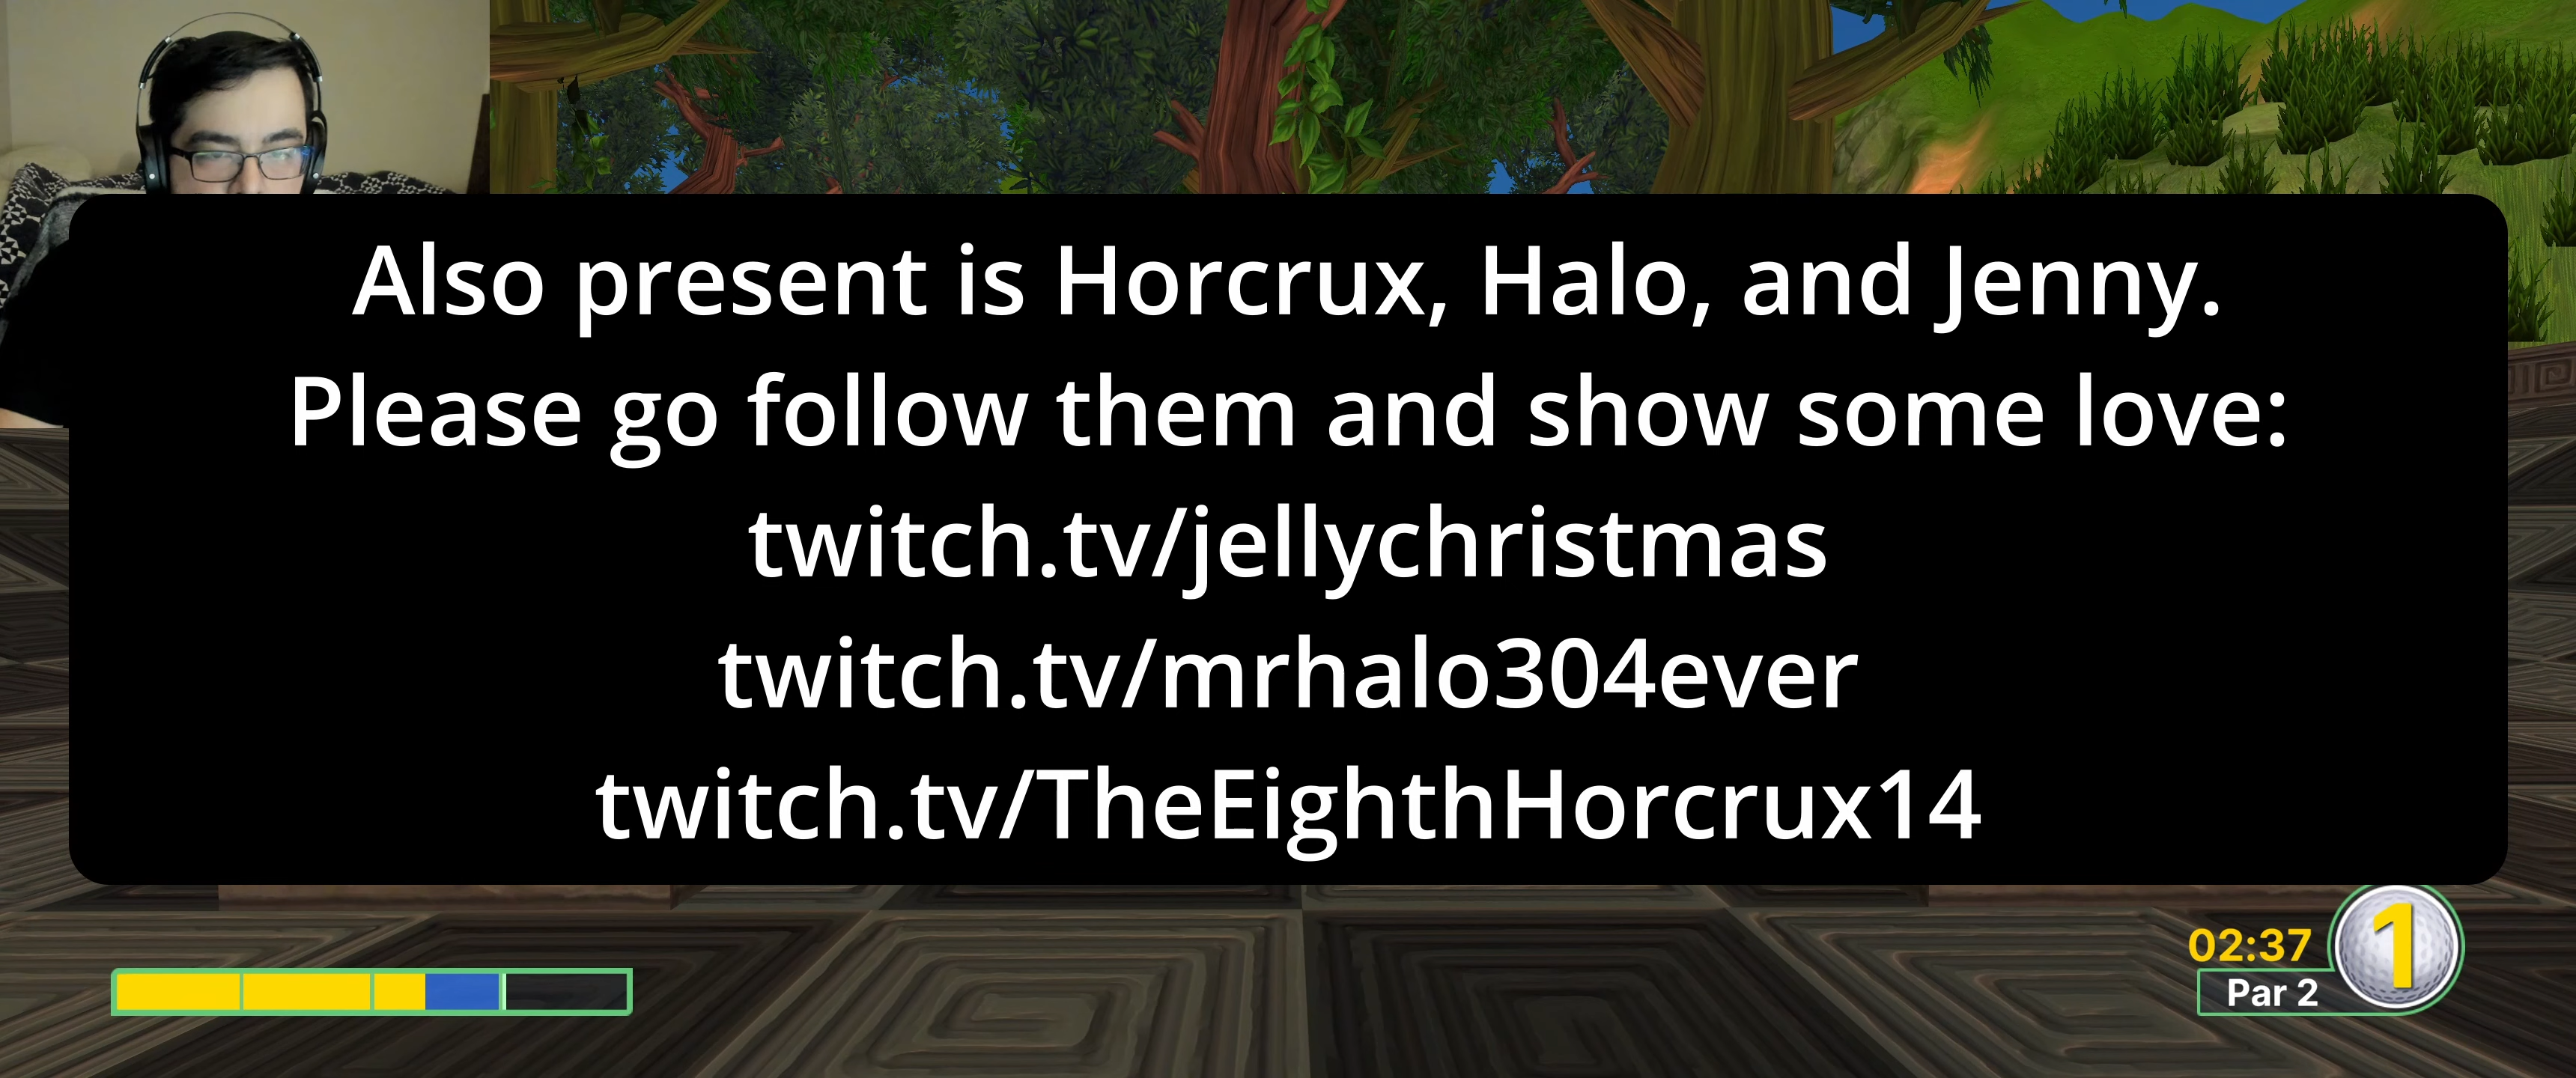 Also present is Horcrux, Halo, and Jenny.
Please go follow them and show some love:
twitch.tv/jellychristmas
twitch.tv/mrhalo304ever
twitch.tv/TheEighthHorcrux14
02:37
1
Par 2